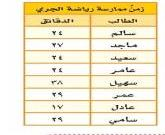 زمن ممارسة رياضة الجري
الطالب الدقائق
سالم ٢٤
ماجد ٢٧
سعيد ٢٤
عامر ٢٤
سهيل ٢٨
عمر ٢٩
عادل ١٧
سامي ٢٩